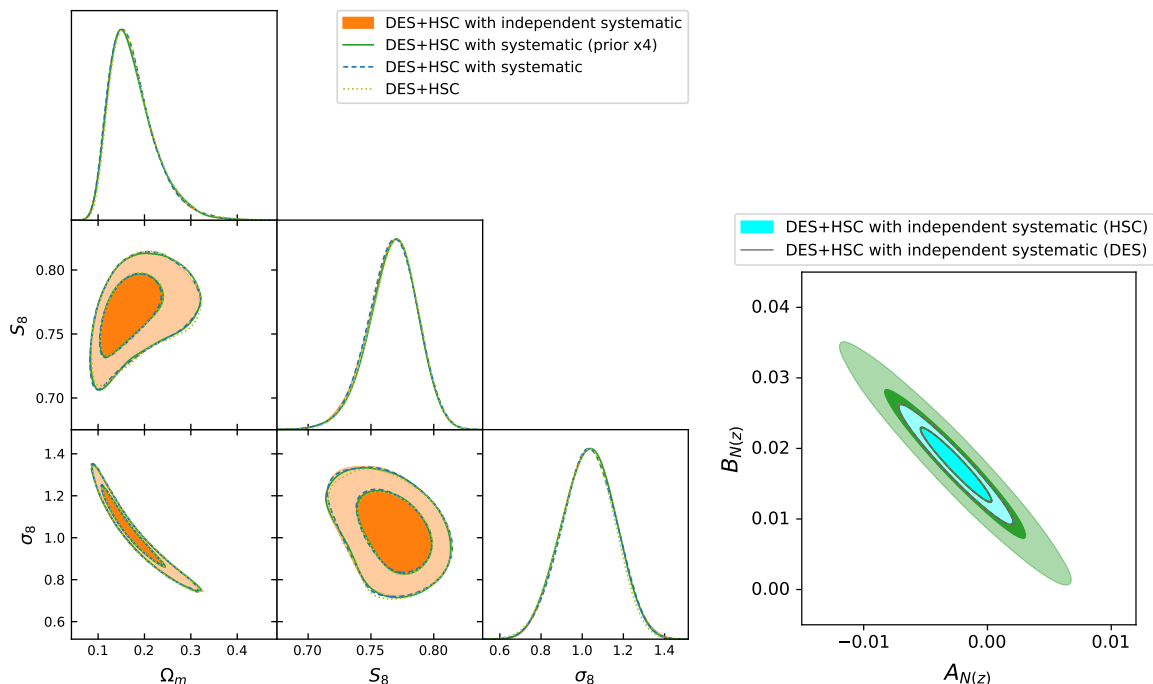 DES+HSC with independent systematic
DES+HSC with systematic (prior x4)
DES+HSC with systematic
DES+HSC
0.80
0.75
0.70
S₈
1.4
1.2
1.0
0.8
0.6
σ₈
0.1 0.2 0.3 0.4
Ωₘ
0.70 0.80
S₈
0.6 0.8 1.0 1.2 1.4
σ₈
DES+HSC with independent systematic (HSC)
DES+HSC with independent systematic (DES)
0.04
0.03
0.02
0.01
0.00
B_N(z)
−0.01 0.00 0.01
A_N(z)